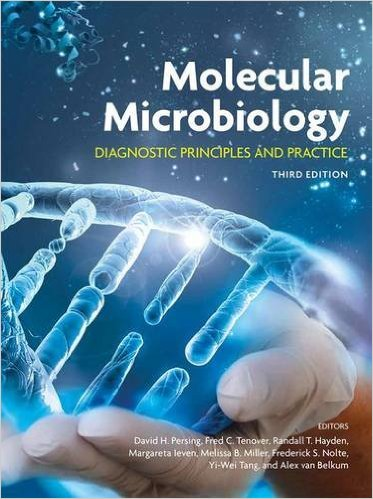 Molecular
Microbiology
DIAGNOSTIC PRINCIPLES AND PRACTICE
THIRD EDITION
EDITORS
David H. Persing, Fred C. Tenover, Randall T. Hayden,
Margareta Ieven, Melissa B. Miller, Frederick S. Nolte,
Yi-Wei Tang, and Alex van Belkum